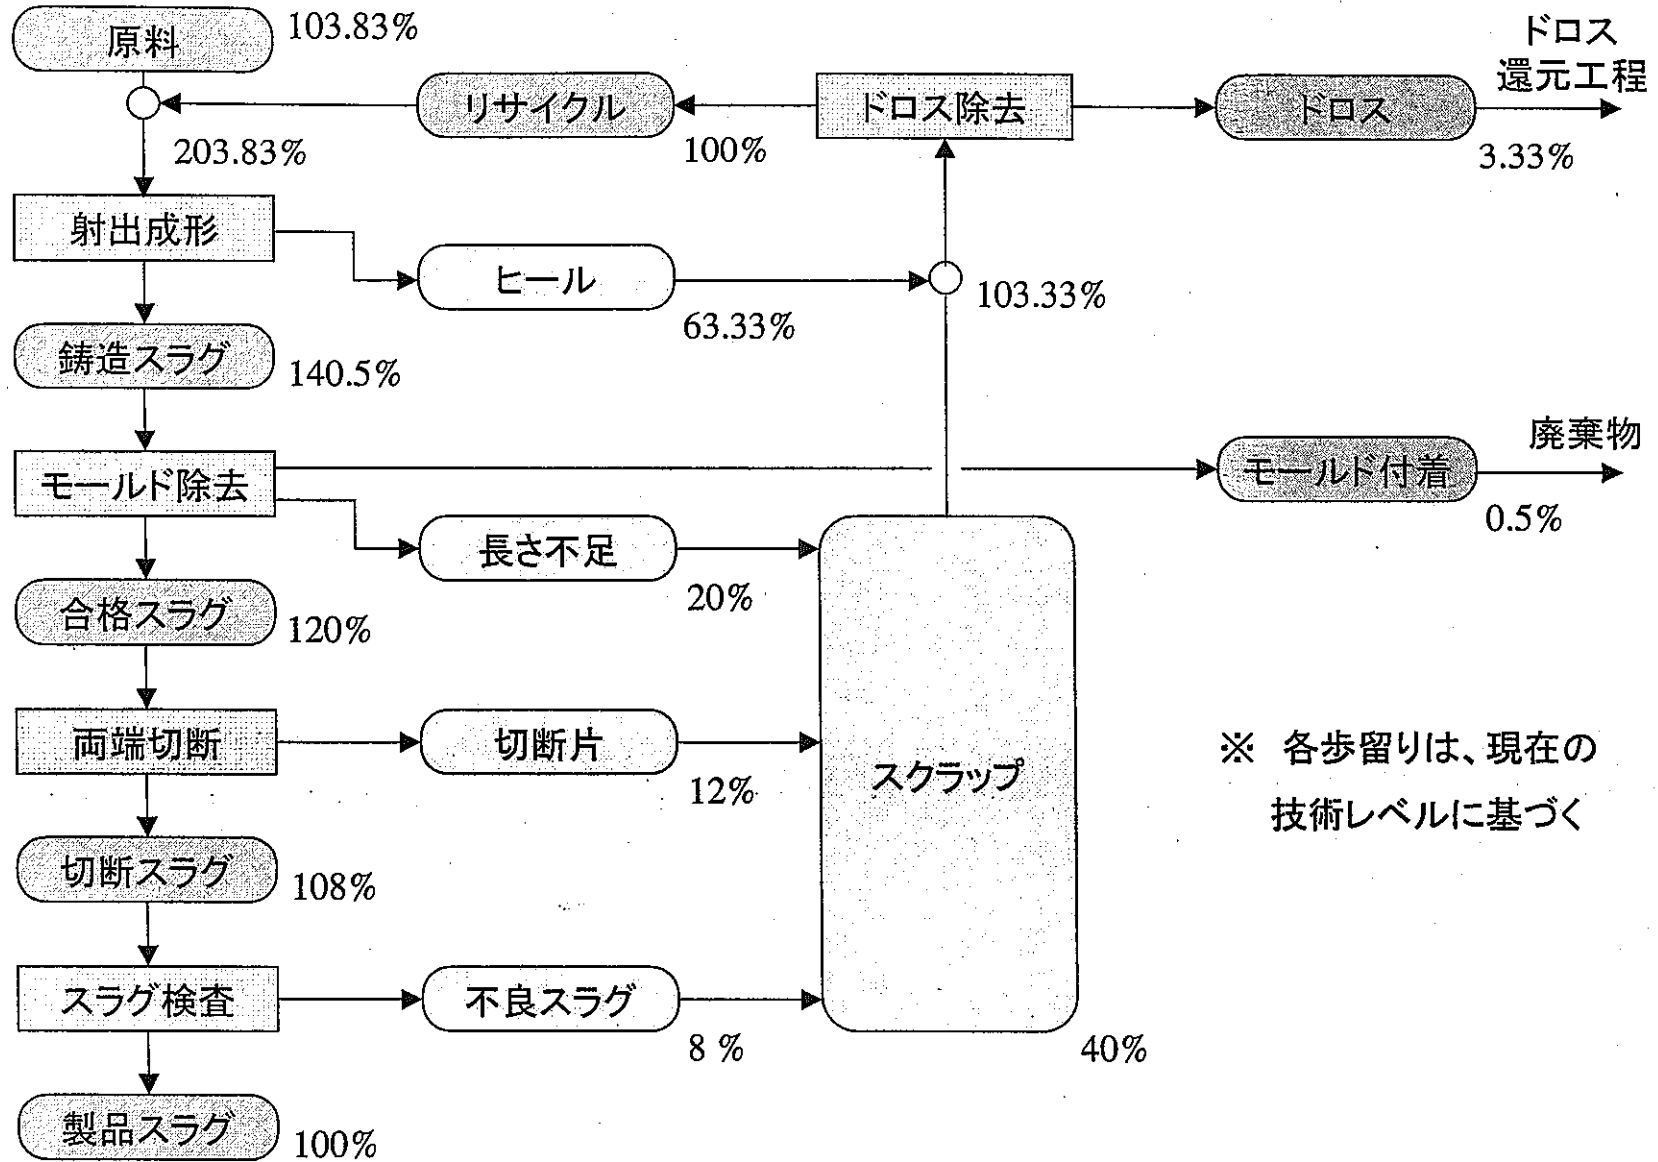 原料
103.83%
ドロス
還元工程
リサイクル
100%
ドロス除去
ドロス
3.33%
203.83%
射出成形
ヒール
63.33%
103.33%
鋳造スラグ
140.5%
モールド除去
モールド付着
廃棄物
0.5%
長さ不足
20%
合格スラグ
120%
両端切断
切断片
12%
スクラップ
40%
※ 各歩留りは、現在の
技術レベルに基づく
切断スラグ
108%
スラグ検査
不良スラグ
8 %
製品スラグ
100%